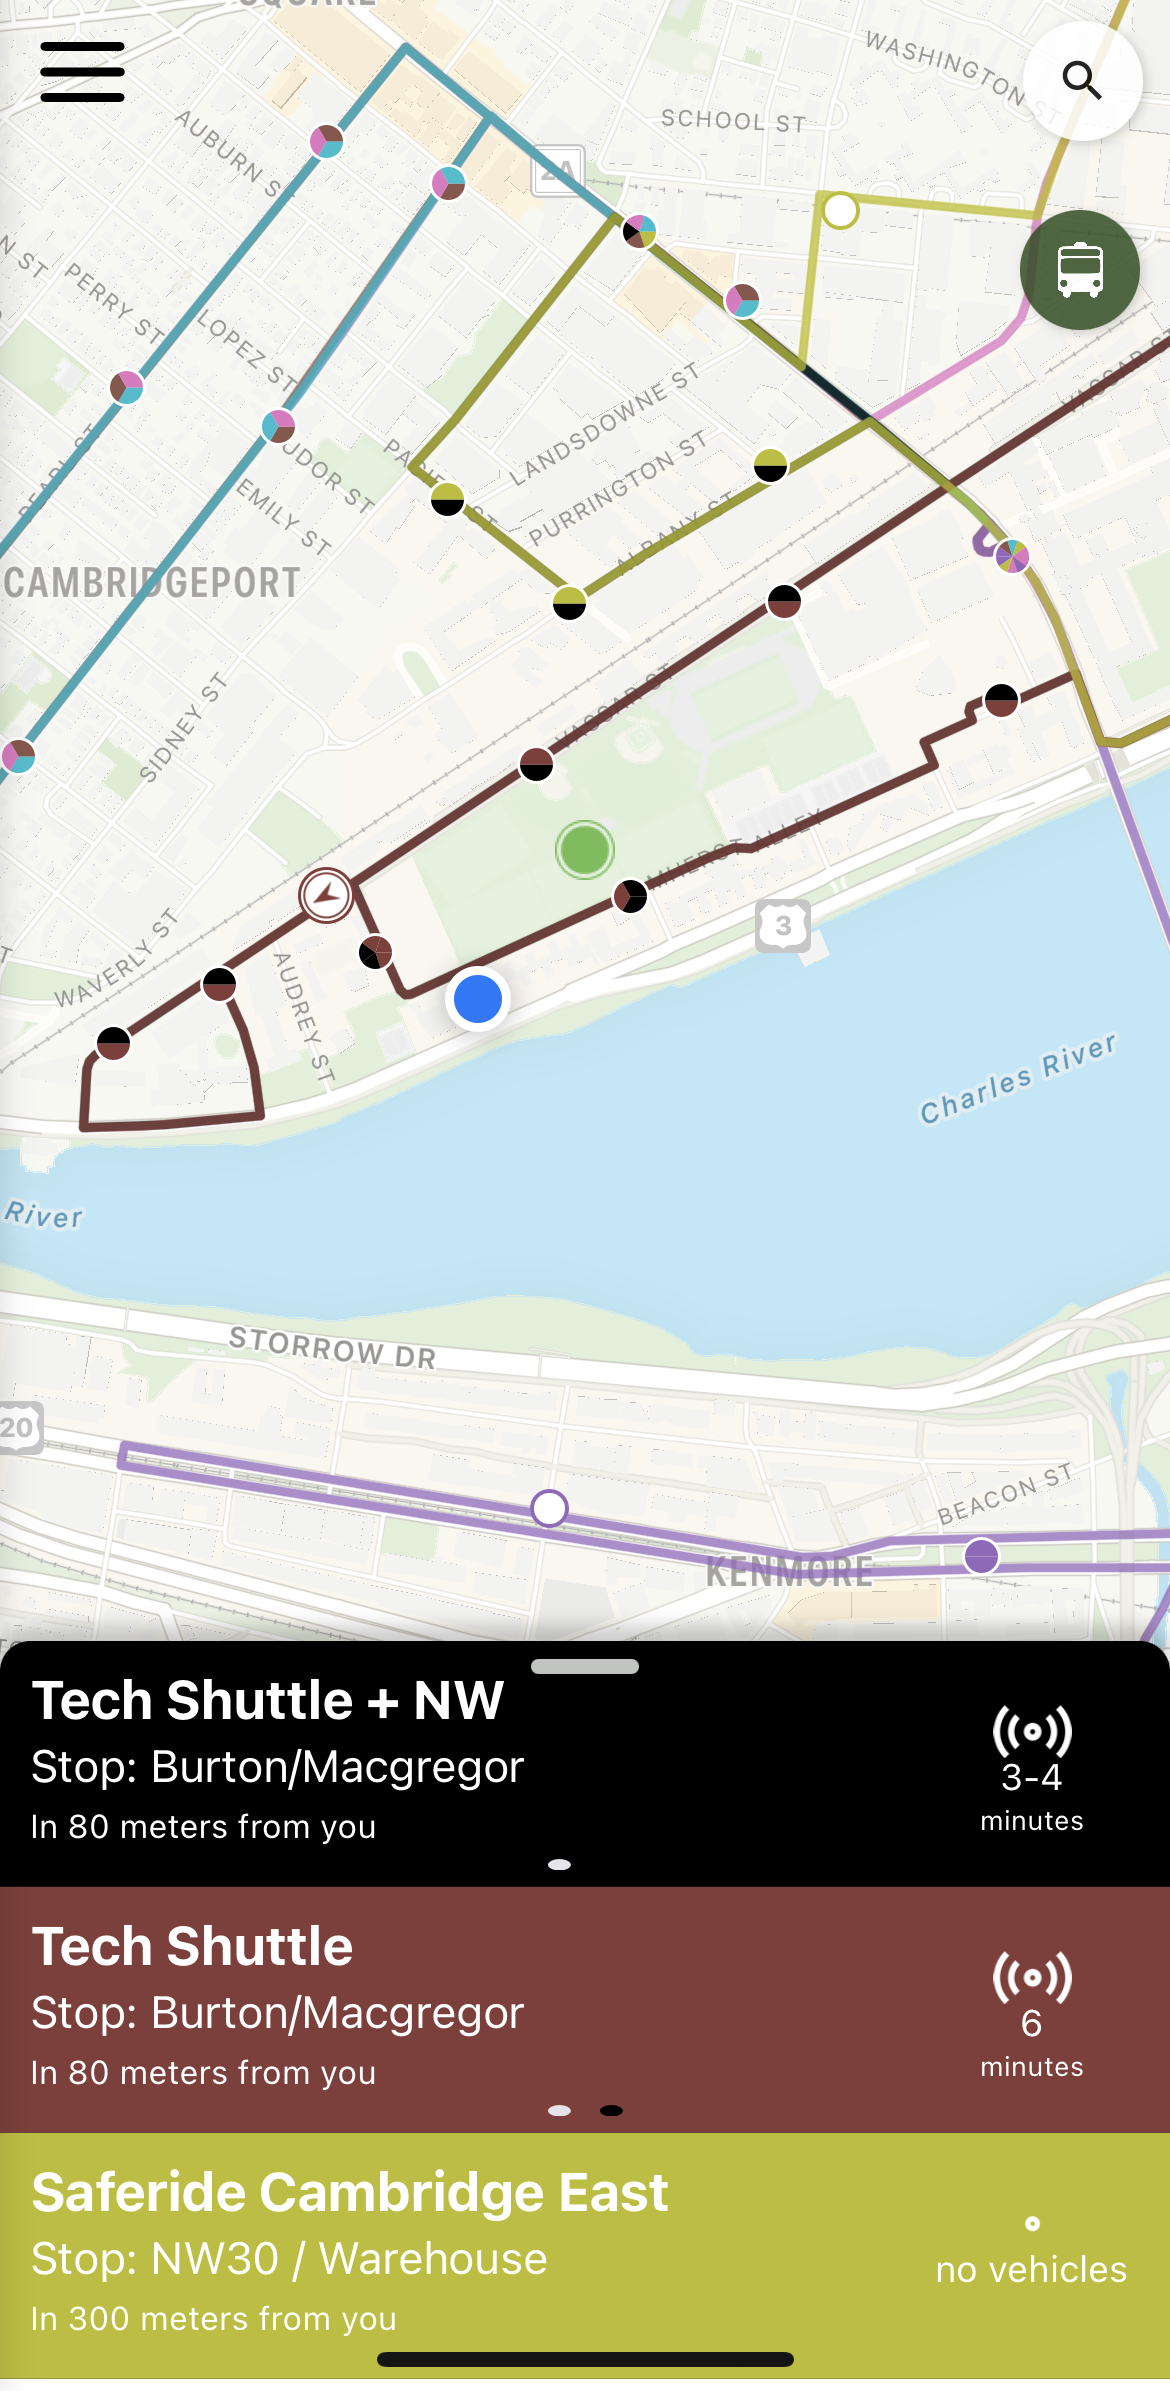 SQUARE
WASHINGTON ST
SCHOOL ST
AUBURN S
2A
N ST
PERRY ST
LOPEZ ST
VASSAR ST
LANDSDOWNE ST
PURRINGTON ST
TUDOR ST
EMILY ST
ALBANY ST
CAMBRIDGEPORT
SIDNEY ST
VASSAR ST
AMHERST ALLEY
3
WAVERLY ST
AUDREY ST
Charles River
River
STORROW DR
20
BEACON ST
KENMORE
Tech Shuttle + NW
Stop: Burton/Macgregor
In 80 meters from you
3-4
minutes
Tech Shuttle
Stop: Burton/Macgregor
In 80 meters from you
6
minutes
Saferide Cambridge East
Stop: NW30 / Warehouse
In 300 meters from you
no vehicles